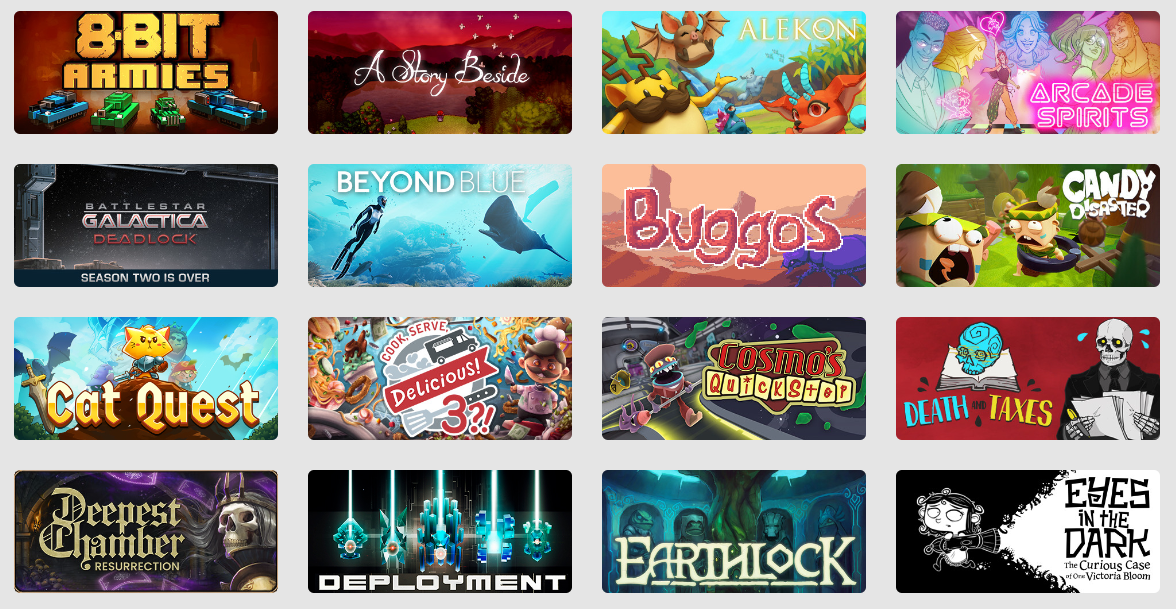 8-BIT
ARMIES
A Story Beside
ALEKON
ARCADE
SPIRITS
BATTLESTAR
GALACTICA
DEADLOCK
SEASON TWO IS OVER
BEYOND BLUE
Buggos
CANDY
DISASTER
Cat Quest
COOK, SERVE,
Delicious!
3?!
COSMO'S
QUICKSTOP
DEATH AND TAXES
Deepest
Chamber
RESURRECTION
DEPLOYMENT
EARTHLOCK
EYES
IN THE
DARK
The Curious Case
of One Victoria Bloom